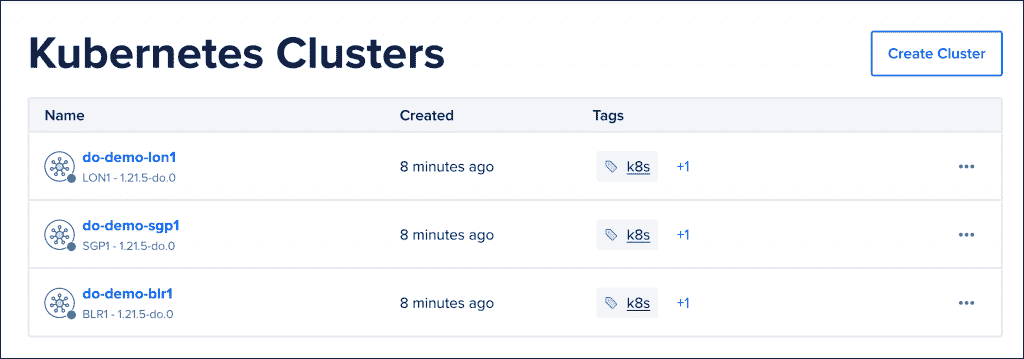 Kubernetes Clusters
Create Cluster
Name Created Tags
do-demo-lon1
LON1 - 1.21.5-do.0
8 minutes ago k8s +1
do-demo-sgp1
SGP1 - 1.21.5-do.0
8 minutes ago k8s +1
do-demo-blr1
BLR1 - 1.21.5-do.0
8 minutes ago k8s +1